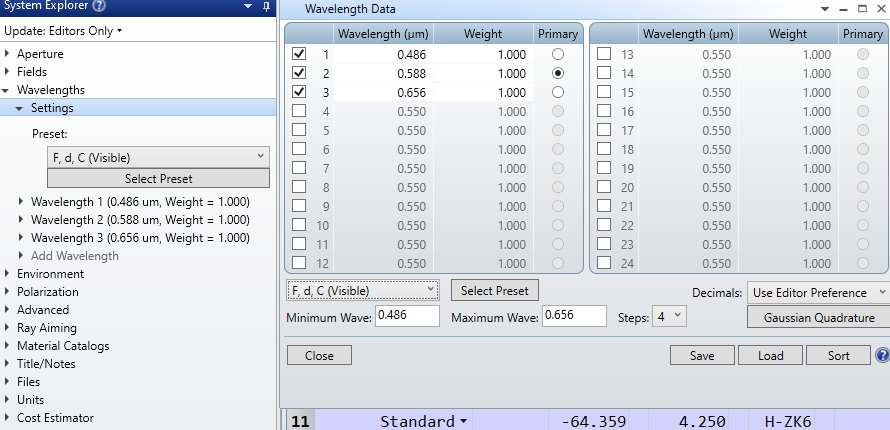 System Explorer
Update: Editors Only
Aperture
Fields
Wavelengths
Settings
Preset:
F, d, C (Visible)
Select Preset
Wavelength 1 (0.486 um, Weight = 1.000)
Wavelength 2 (0.588 um, Weight = 1.000)
Wavelength 3 (0.656 um, Weight = 1.000)
Add Wavelength
Environment
Polarization
Advanced
Ray Aiming
Material Catalogs
Title/Notes
Files
Units
Cost Estimator
Wavelength Data
Wavelength (µm) Weight Primary Wavelength (µm) Weight Primary
1 0.486 1.000 13 0.550 1.000
2 0.588 1.000 14 0.550 1.000
3 0.656 1.000 15 0.550 1.000
4 0.550 1.000 16 0.550 1.000
5 0.550 1.000 17 0.550 1.000
6 0.550 1.000 18 0.550 1.000
7 0.550 1.000 19 0.550 1.000
8 0.550 1.000 20 0.550 1.000
9 0.550 1.000 21 0.550 1.000
10 0.550 1.000 22 0.550 1.000
11 0.550 1.000 23 0.550 1.000
12 0.550 1.000 24 0.550 1.000
F, d, C (Visible) Select Preset Decimals: Use Editor Preference
Minimum Wave: 0.486 Maximum Wave: 0.656 Steps: 4 Gaussian Quadrature
Close Save Load Sort ?
11 Standard -64.359 4.250 H-ZK6